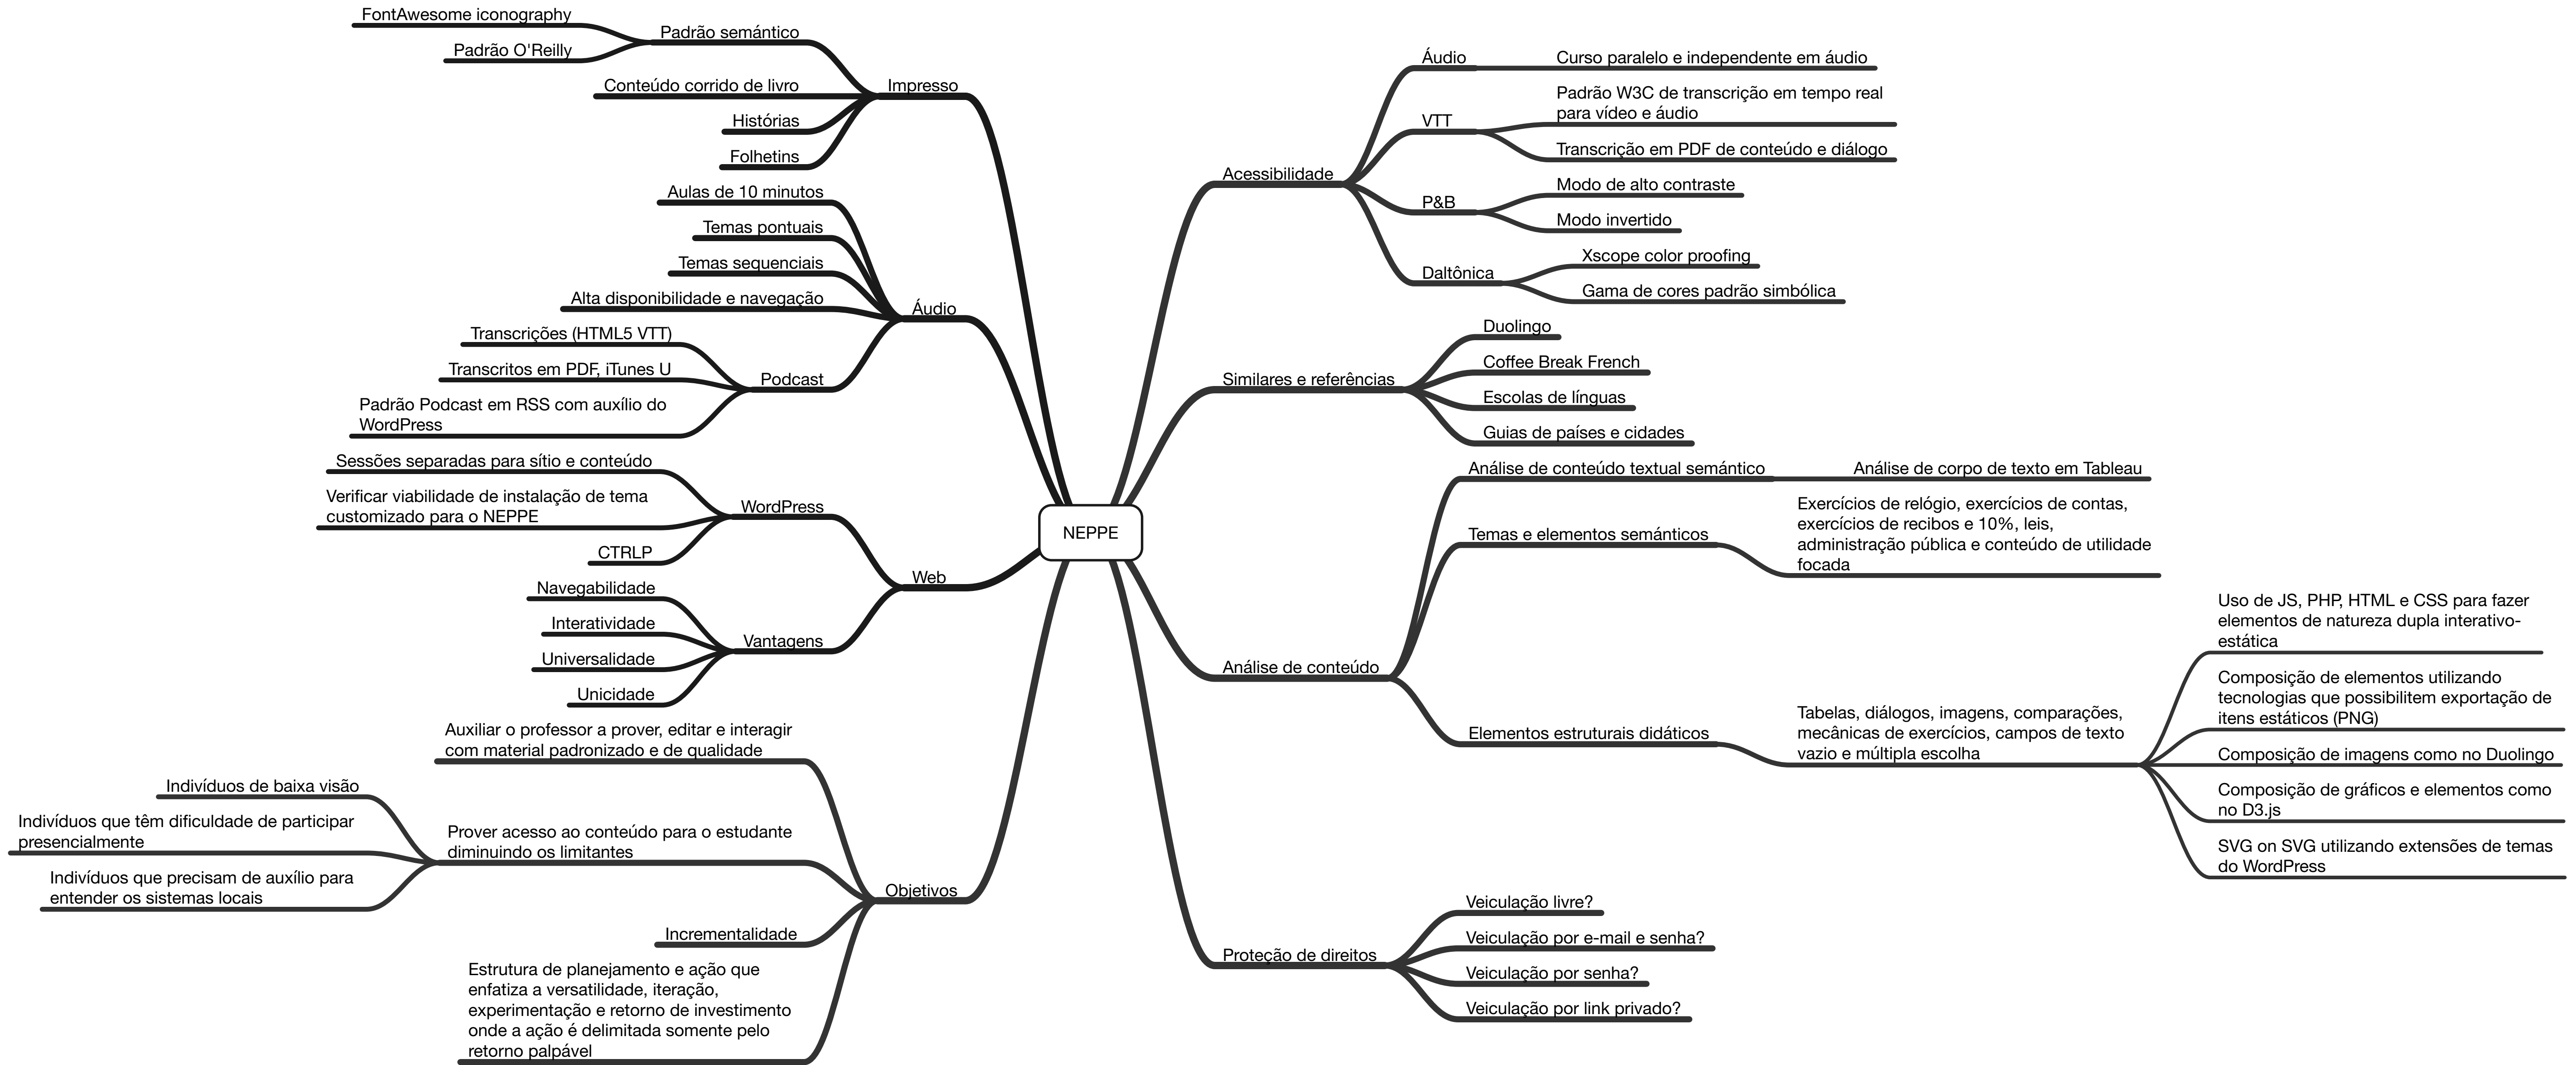 NEPPE
Impresso
Padrão semántico
FontAwesome iconography
Padrão O'Reilly
Conteúdo corrido de livro
Histórias
Folhetins
Áudio
Aulas de 10 minutos
Temas pontuais
Temas sequenciais
Alta disponibilidade e navegação
Podcast
Transcrições (HTML5 VTT)
Transcritos em PDF, iTunes U
Padrão Podcast em RSS com auxílio do
WordPress
Web
WordPress
Sessões separadas para sítio e conteúdo
Verificar viabilidade de instalação de tema
customizado para o NEPPE
CTRLP
Vantagens
Navegabilidade
Interatividade
Universalidade
Unicidade
Objetivos
Auxiliar o professor a prover, editar e interagir
com material padronizado e de qualidade
Prover acesso ao conteúdo para o estudante
diminuindo os limitantes
Indivíduos de baixa visão
Indivíduos que têm dificuldade de participar
presencialmente
Indivíduos que precisam de auxílio para
entender os sistemas locais
Incrementalidade
Estrutura de planejamento e ação que
enfatiza a versatilidade, iteração,
experimentação e retorno de investimento
onde a ação é delimitada somente pelo
retorno palpável
Acessibilidade
Áudio
Curso paralelo e independente em áudio
VTT
Padrão W3C de transcrição em tempo real
para vídeo e áudio
Transcrição em PDF de conteúdo e diálogo
P&B
Modo de alto contraste
Modo invertido
Daltônica
Xscope color proofing
Gama de cores padrão simbólica
Similares e referências
Duolingo
Coffee Break French
Escolas de línguas
Guias de países e cidades
Análise de conteúdo
Análise de conteúdo textual semántico
Análise de corpo de texto em Tableau
Temas e elementos semánticos
Exercícios de relógio, exercícios de contas,
exercícios de recibos e 10%, leis,
administração pública e conteúdo de utilidade
focada
Elementos estruturais didáticos
Tabelas, diálogos, imagens, comparações,
mecânicas de exercícios, campos de texto
vazio e múltipla escolha
Uso de JS, PHP, HTML e CSS para fazer
elementos de natureza dupla interativo-
estática
Composição de elementos utilizando
tecnologias que possibilitem exportação de
itens estáticos (PNG)
Composição de imagens como no Duolingo
Composição de gráficos e elementos como
no D3.js
SVG on SVG utilizando extensões de temas
do WordPress
Proteção de direitos
Veiculação livre?
Veiculação por e-mail e senha?
Veiculação por senha?
Veiculação por link privado?